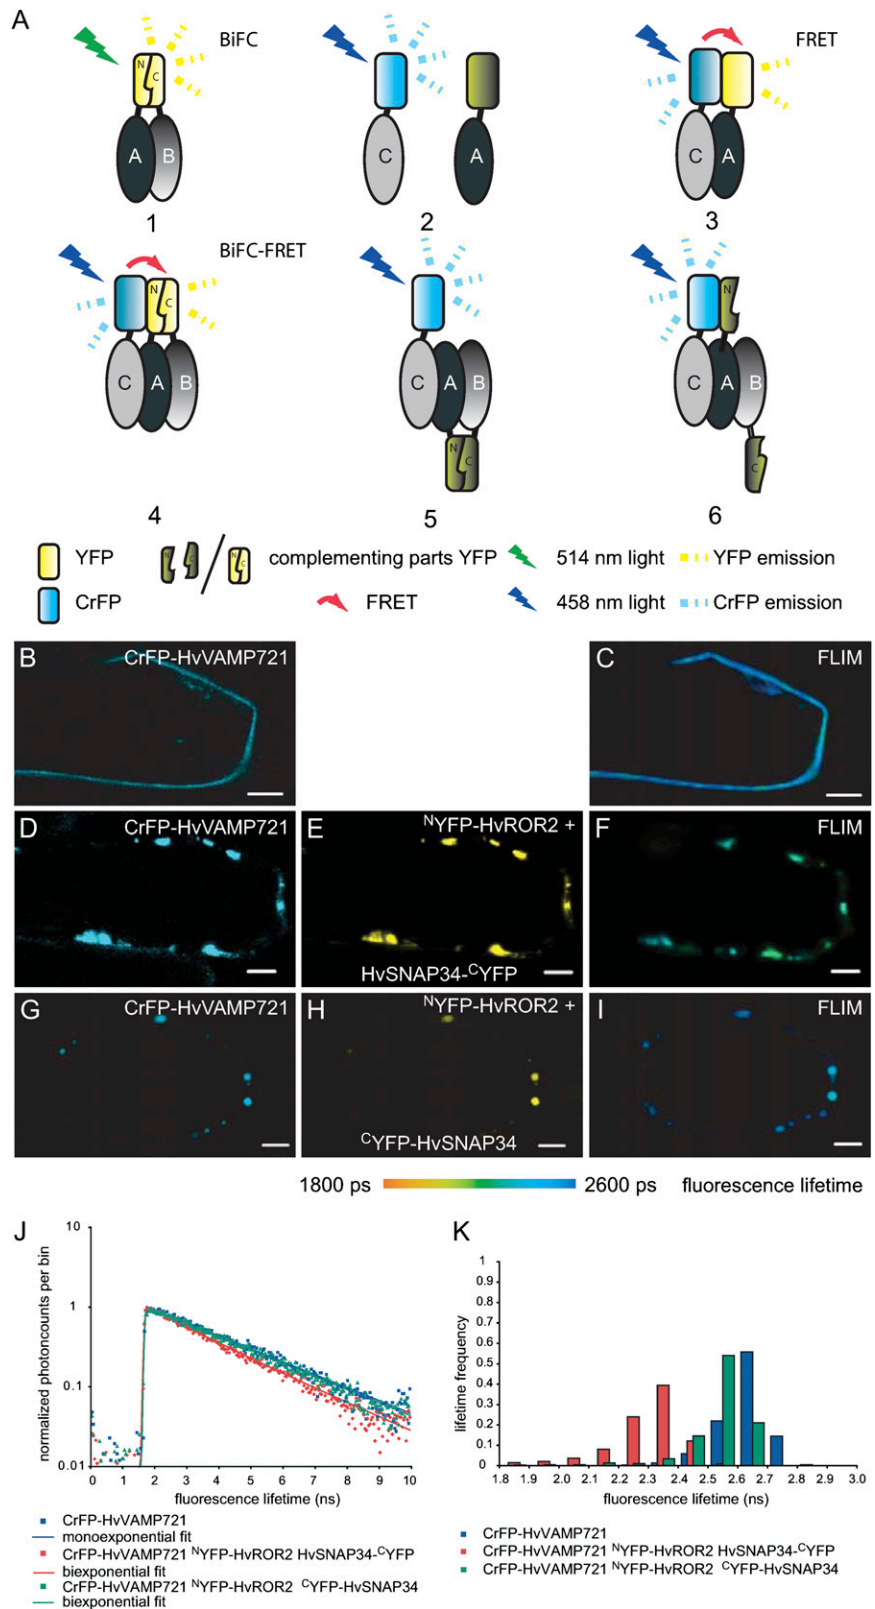 A
BiFC
FRET
N
C
A
B
C
A
C
A
1
2
3
BiFC-FRET
N
C
C
A
B
C
A
B
N
C
N
C
A
B
C
4
5
6
YFP
N
C
N
C
complementing parts YFP
514 nm light
YFP emission
CrFP
FRET
458 nm light
CrFP emission
B
CrFP-HvVAMP721
C
FLIM
D
CrFP-HvVAMP721
E
NYFP-HvROR2 +
HvSNAP34-CYFP
F
FLIM
G
CrFP-HvVAMP721
H
NYFP-HvROR2 +
CYFP-HvSNAP34
I
FLIM
1800 ps
2600 ps
fluorescence lifetime
J
normalized photoncounts per bin
10
1
0.1
0.01
0 1 2 3 4 5 6 7 8 9 10
fluorescence lifetime (ns)
CrFP-HvVAMP721
monoexponential fit
CrFP-HvVAMP721 NYFP-HvROR2 HvSNAP34-CYFP
biexponential fit
CrFP-HvVAMP721 NYFP-HvROR2 CYFP-HvSNAP34
biexponential fit
K
lifetime frequency
1
0.9
0.8
0.7
0.6
0.5
0.4
0.3
0.2
0.1
0
1.8 1.9 2.0 2.1 2.2 2.3 2.4 2.5 2.6 2.7 2.8 2.9 3.0
fluorescence lifetime (ns)
CrFP-HvVAMP721
CrFP-HvVAMP721 NYFP-HvROR2 HvSNAP34-CYFP
CrFP-HvVAMP721 NYFP-HvROR2 CYFP-HvSNAP34